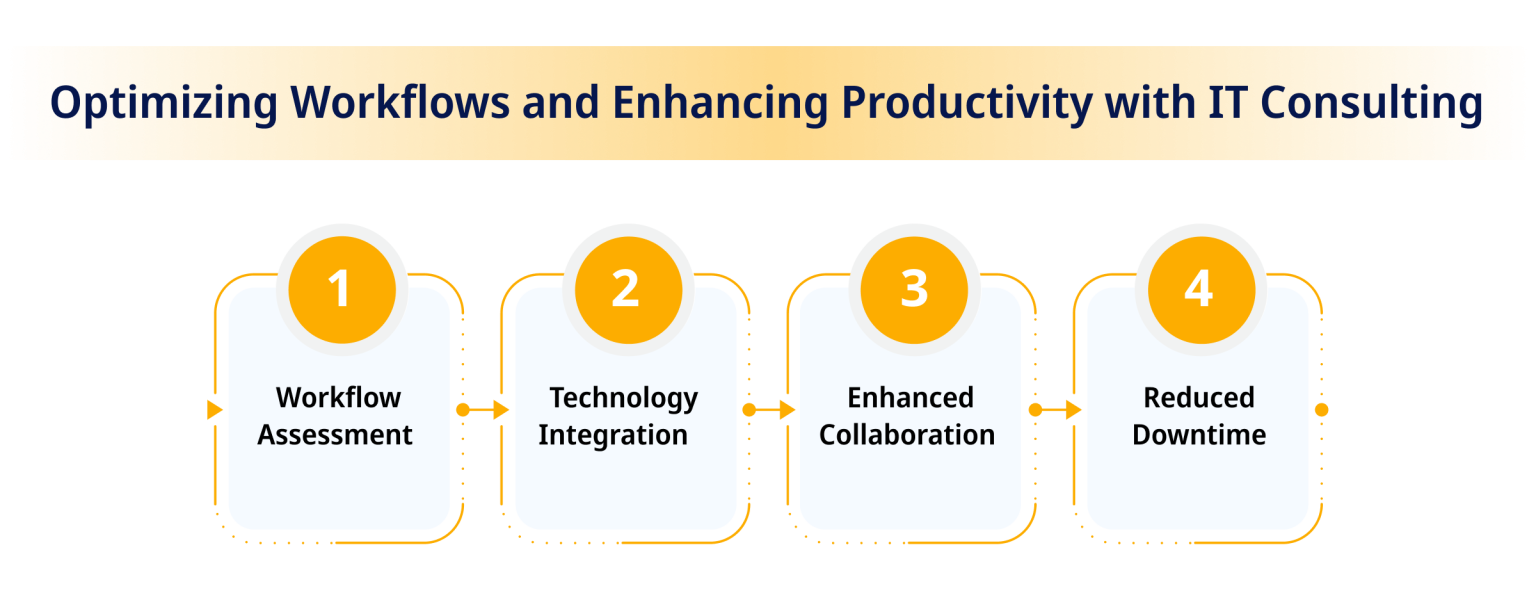 Optimizing Workflows and Enhancing Productivity with IT Consulting
1
Workflow
Assessment
2
Technology
Integration
3
Enhanced
Collaboration
4
Reduced
Downtime